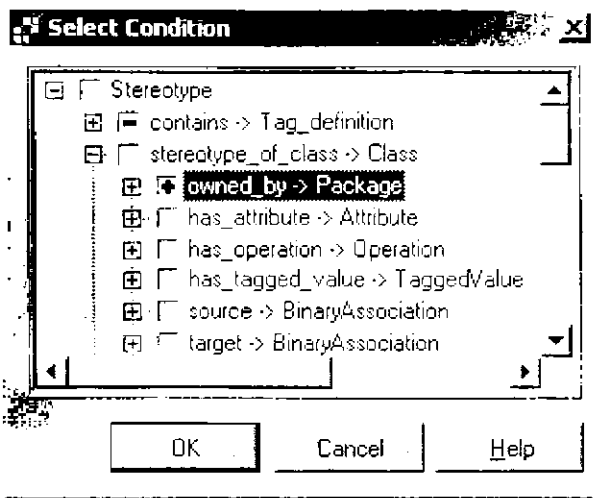 Select Condition
Stereotype
contains -> Tag_definition
stereotype_of_class -> Class
owned_by -> Package
has_attribute -> Attribute
has_operation -> Operation
has_tagged_value -> TaggedValue
source -> BinaryAssociation
target -> BinaryAssociation
OK Cancel Help